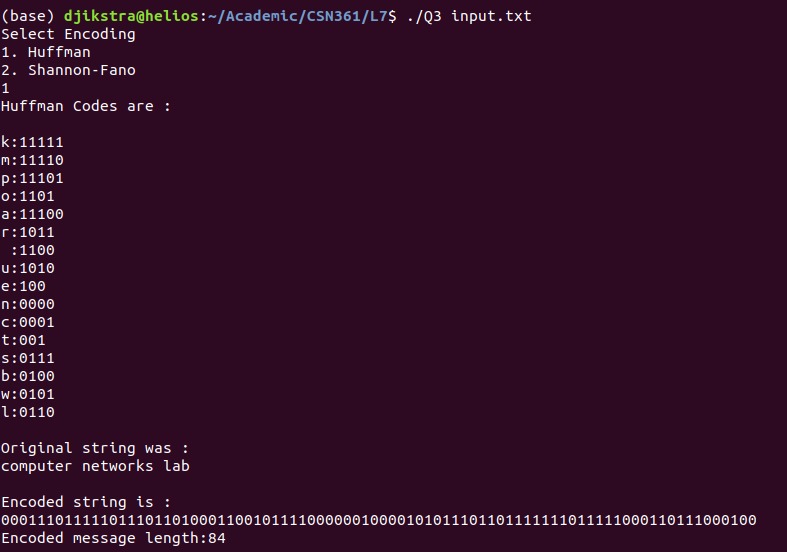 (base) djikstra@helios:~/Academic/CSN361/L7$ ./Q3 input.txt
Select Encoding
1. Huffman
2. Shannon-Fano
1
Huffman Codes are :
k:11111
m:11110
p:11101
o:1101
a:11100
r:1011
 :1100
u:1010
e:100
n:0000
c:0001
t:001
s:0111
b:0100
w:0101
l:0110
Original string was :
computer networks lab
Encoded string is :
000111011111011101101000110010111100000010000101011101101111111011111000110111000100
Encoded message length:84